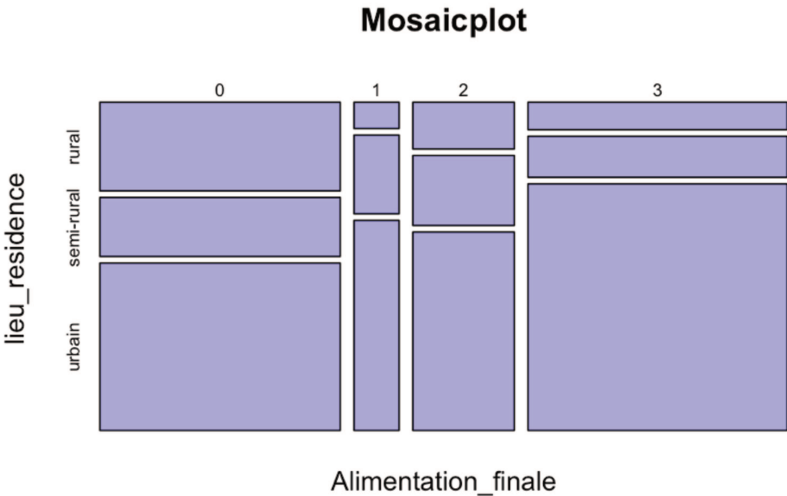 Mosaicplot
0 1 2 3
rural
semi-rural
urbain
lieu_residence
Alimentation_finale